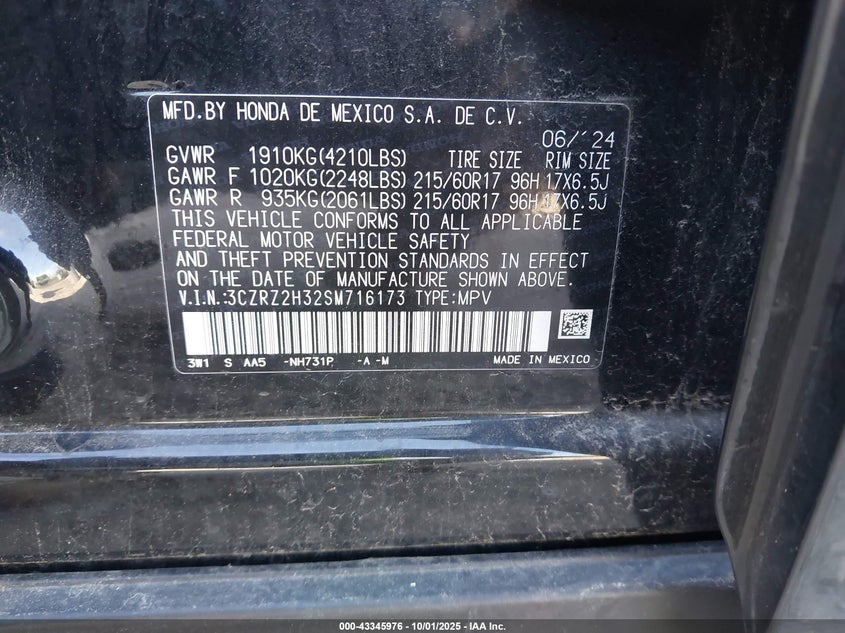 MFD.BY HONDA DE MEXICO S.A. DE C.V.
06/'24
GVWR 1910KG(4210LBS) TIRE SIZE RIM SIZE
GAWR F 1020KG(2248LBS) 215/60R17 96H 17X6.5J
GAWR R 935KG(2061LBS) 215/60R17 96H 17X6.5J
THIS VEHICLE CONFORMS TO ALL APPLICABLE
FEDERAL MOTOR VEHICLE SAFETY
AND THEFT PREVENTION STANDARDS IN EFFECT
ON THE DATE OF MANUFACTURE SHOWN ABOVE.
V.I.N.:3CZRZ2H32SM716173 TYPE:MPV
3W1 S AA5 -NH731P -A-M MADE IN MEXICO
000-43345976 - 10/01/2025 - IAA Inc.